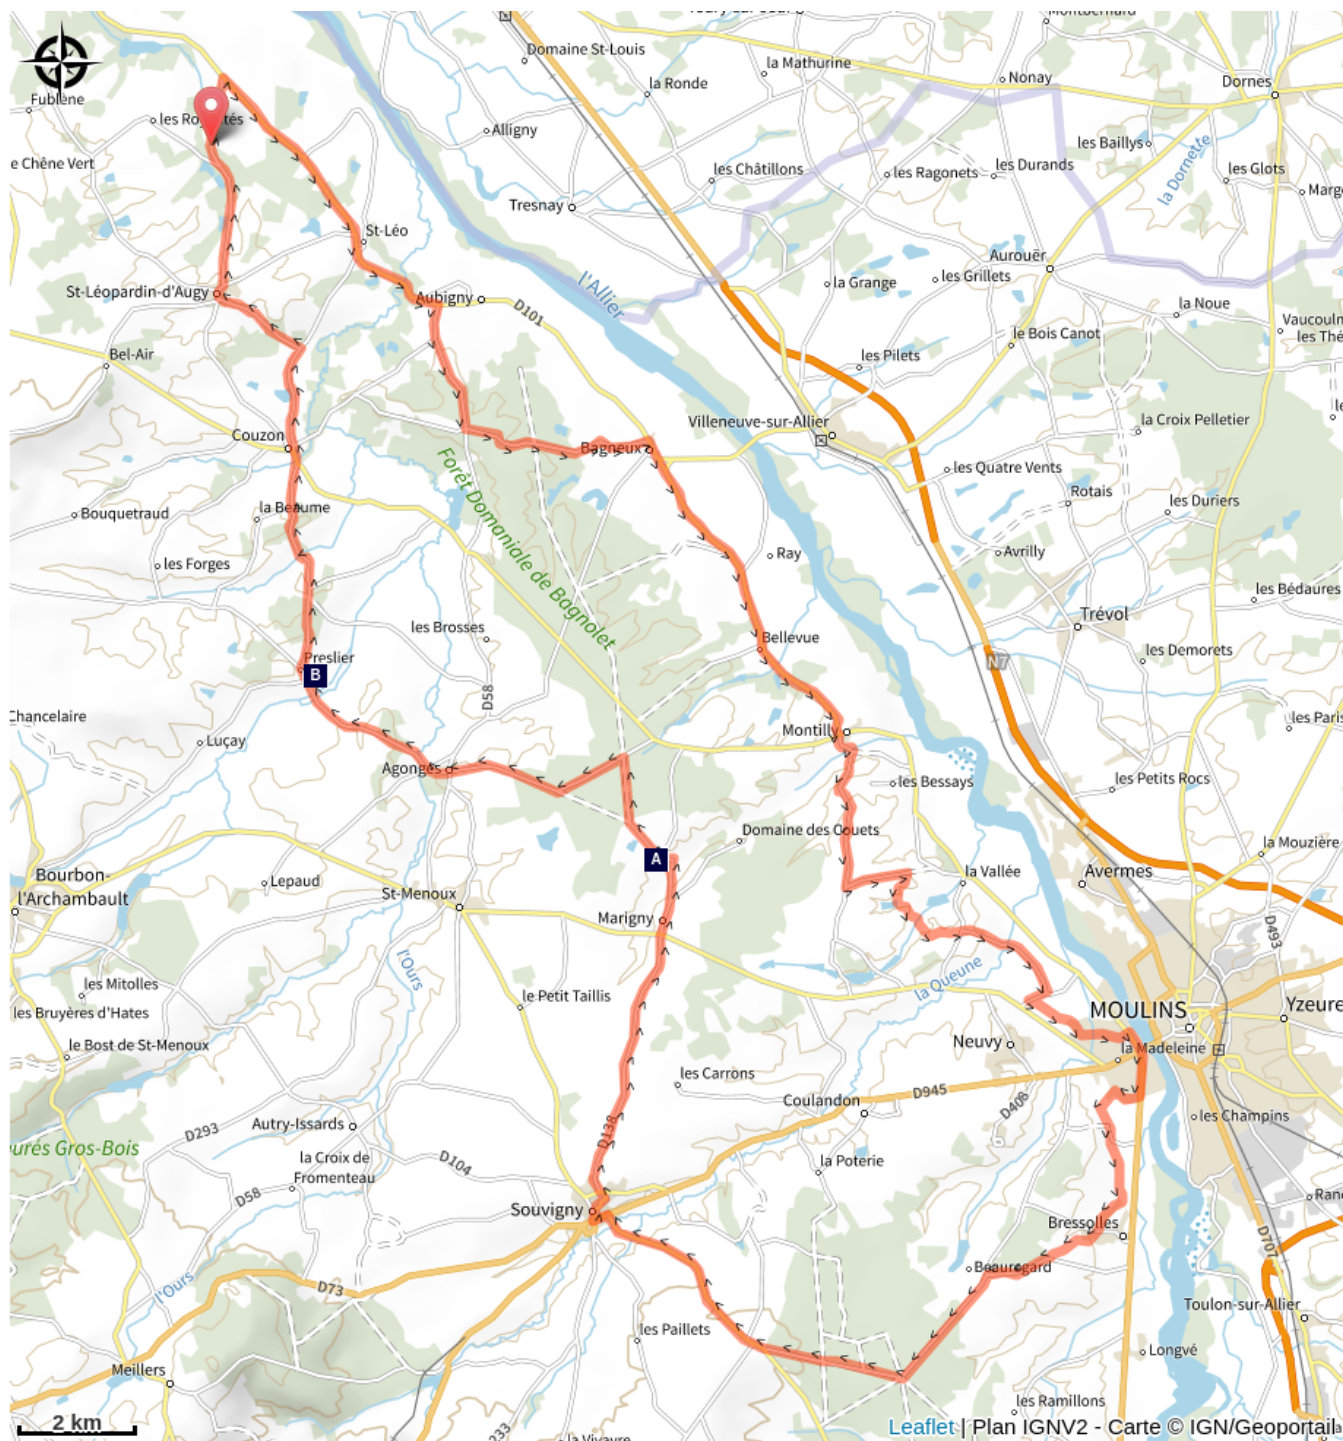 Domaine St-Louis
la Mathurine
la Ronde
Nonay
Dornes
Fublène
Alligny
les Baillys
la Dornette
e Chêne Vert
les Châtillons
les Ragonets
les Durands
les Glots
Tresnay
St-Léo
Aurouër
l'Allier
la Grange
les Grillets
St-Léopardin-d'Augy
Aubigny
D101
la Noue
le Bois Canot
Bel-Air
les Pilets
Villeneuve-sur-Allier
la Croix Pelletier
Couzon
Bagneux
Forêt Domaniale de Bagnolet
les Quatre Vents
Rotais
les Duriers
Bouquetraud
la Beaume
les Forges
Ray
Avrilly
les Bédaures
Trévol
les Brosses
Bellevue
les Demorets
Preslier
B
N7
D58
Chancelaire
Luçay
Montilly
les Paris
Agonges
les Bessays
les Petits Rocs
Domaine des Couets
la Mouzière
A
Bourbon-
l'Archambault
Lepaud
St-Menoux
la Vallée
Avermes
Marigny
D493
l'Ours
la Queune
les Mitolles
le Petit Taillis
les Bruyères d'Hates
MOULINS
Yzeure
le Bost de St-Menoux
Neuvy
la Madeleine
les Carrons
Coulandon
D945
D408
les Champins
Autry-Issards
D293
D138
urés Gros-Bois
la Croix de
Fromenteau
D104
la Poterie
D58
Souvigny
Bressolles
D707
Beauregard
l'Ours
D73
Toulon-sur-Allier
les Paillets
Meillers
Longvé
les Ramillons
2 km
233
la Vivayre
Leaflet | Plan IGNV2 - Carte © IGN/Geoportail